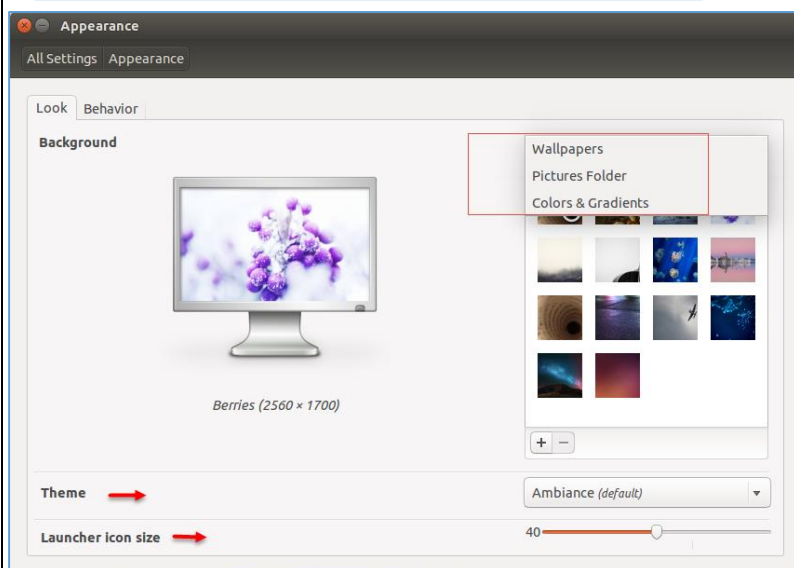 Appearance
All Settings Appearance
Look Behavior
Background
Wallpapers
Pictures Folder
Colors & Gradients
Berries (2560 × 1700)
+ −
Theme
Ambiance (default)
Launcher icon size
40